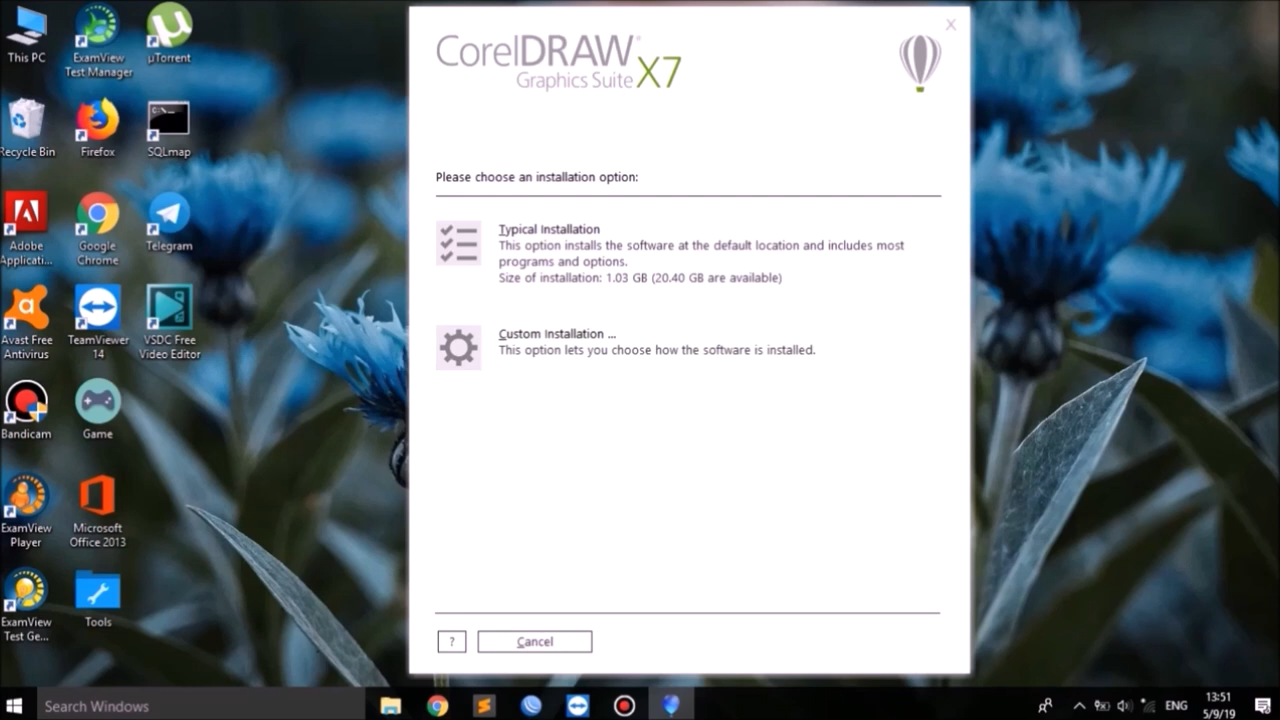 This PC
ExamView
Test Manager
µTorrent
Recycle Bin
Firefox
SQLmap
Adobe
Applicati...
Google
Chrome
Telegram
Avast Free
Antivirus
TeamViewer
14
VSDC Free
Video Editor
Bandicam
Game
ExamView
Player
Microsoft
Office 2013
ExamView
Test Ge...
Tools
CorelDRAW®
Graphics Suite X7
X
Please choose an installation option:
Typical Installation
This option installs the software at the default location and includes most
programs and options.
Size of installation: 1.03 GB (20.40 GB are available)
Custom Installation ...
This option lets you choose how the software is installed.
?
Cancel
Search Windows
ENG
13:51
5/9/19